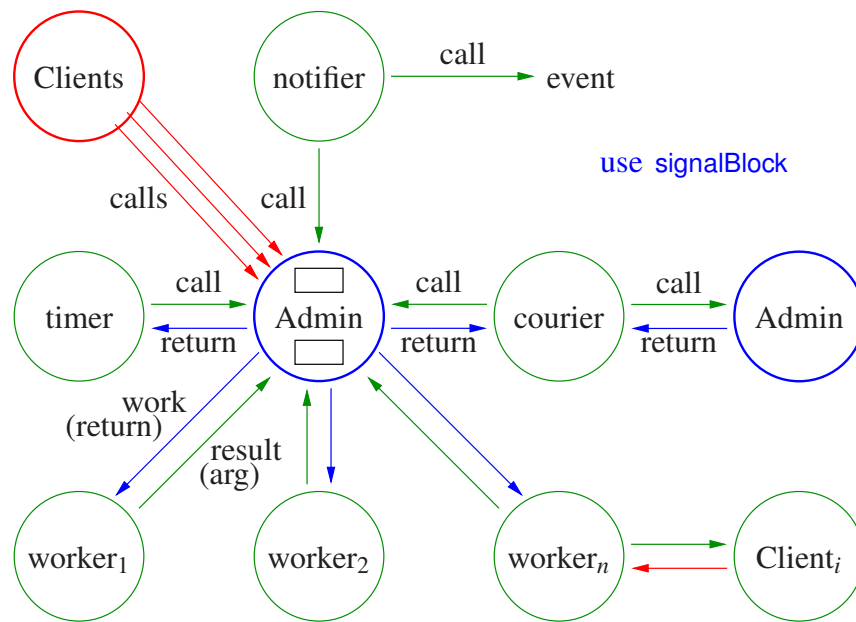 Clients
notifier
call
event
use signalBlock
calls
call
timer
call
return
Admin
call
return
courier
call
return
Admin
work
(return)
result
(arg)
worker₁
worker₂
workerₙ
Clientᵢ